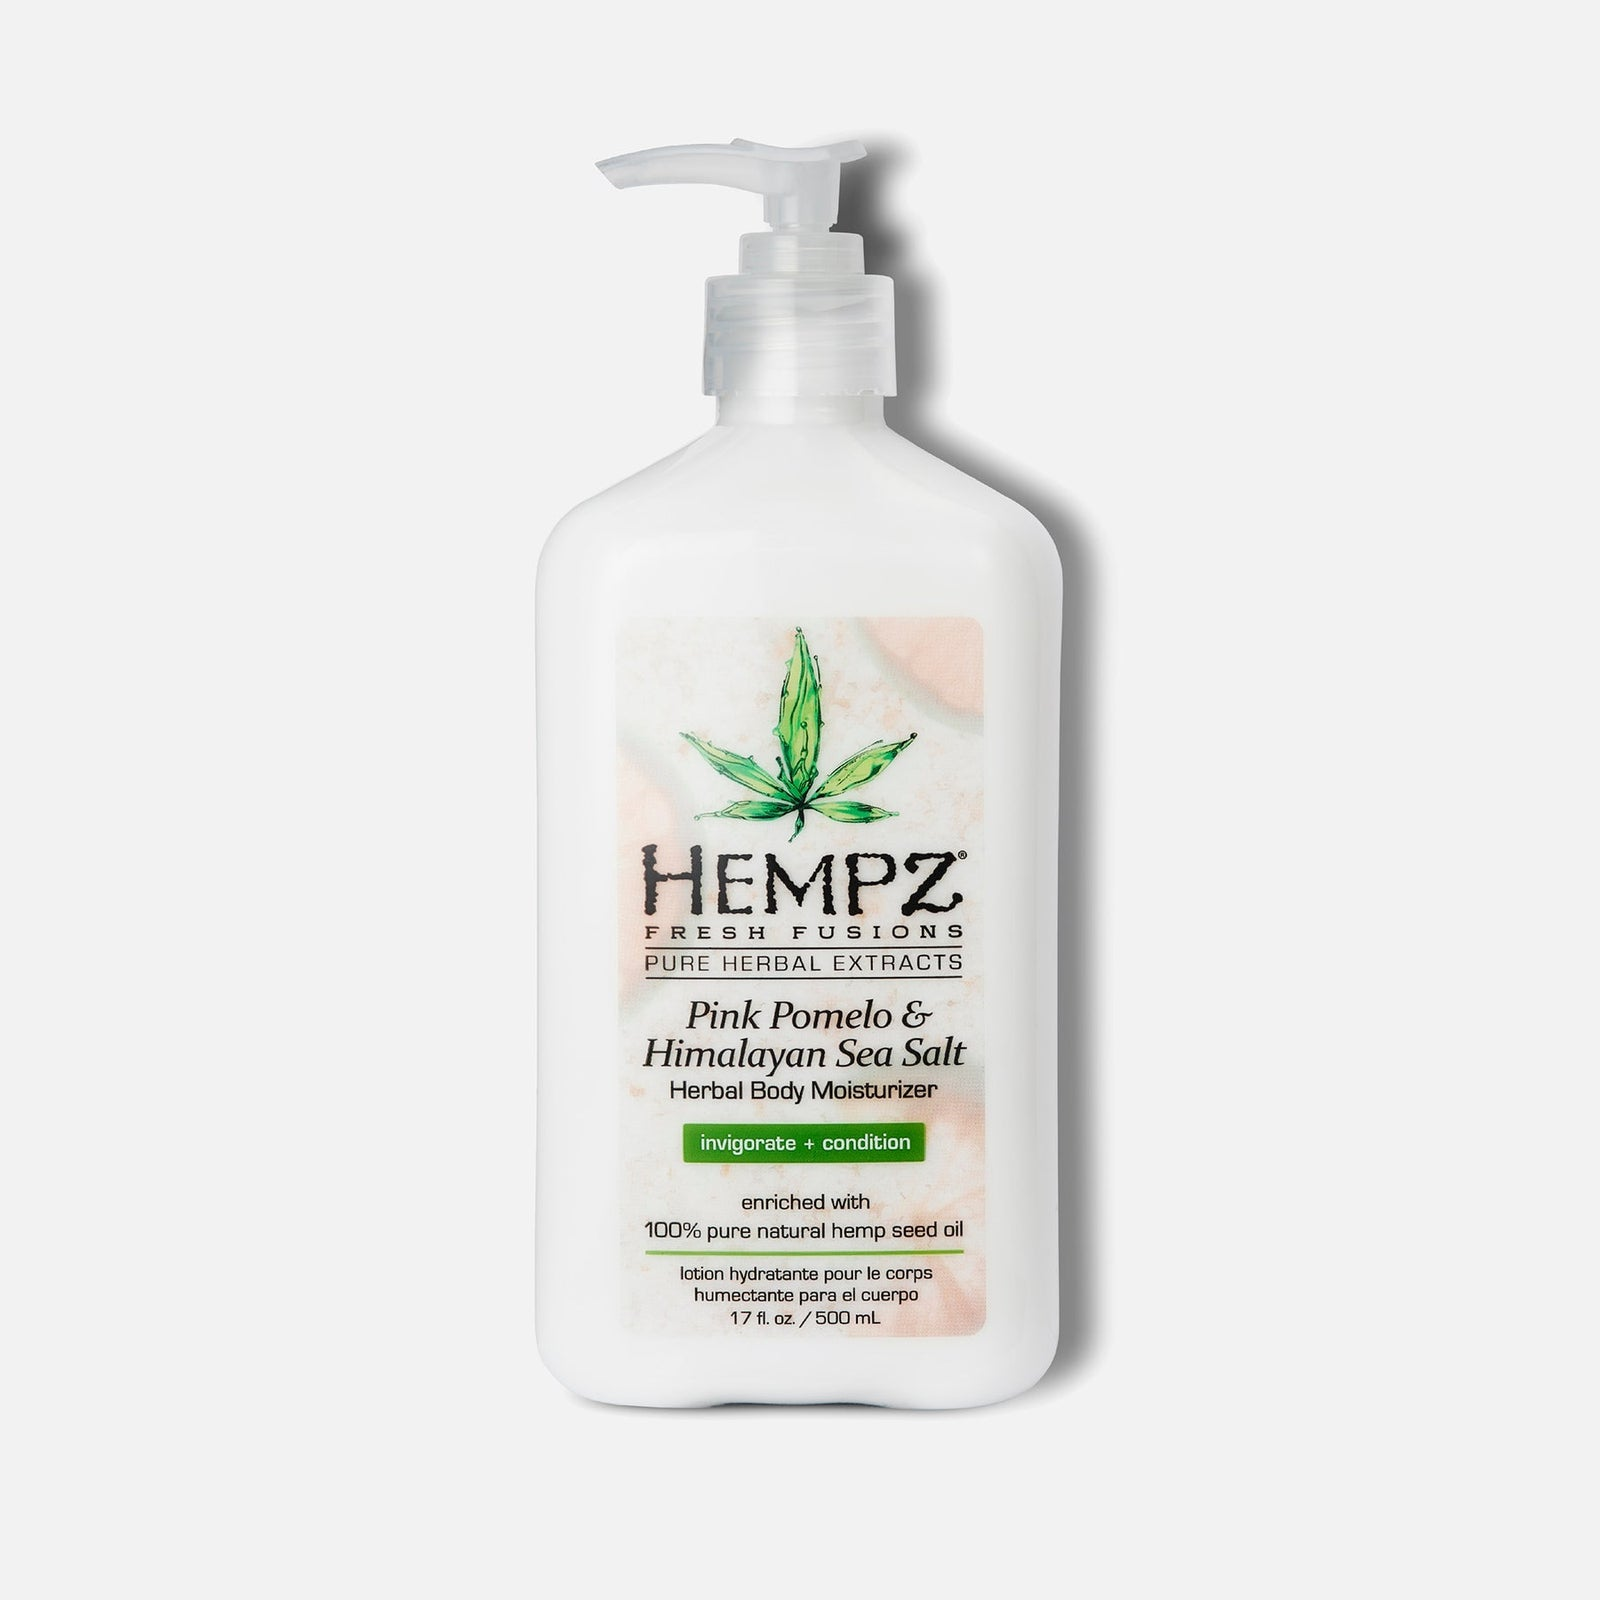 HEMPZ®
FRESH FUSIONS
PURE HERBAL EXTRACTS
Pink Pomelo &
Himalayan Sea Salt
Herbal Body Moisturizer
invigorate + condition
enriched with
100% pure natural hemp seed oil
lotion hydratante pour le corps
humectante para el cuerpo
17 fl. oz. / 500 mL